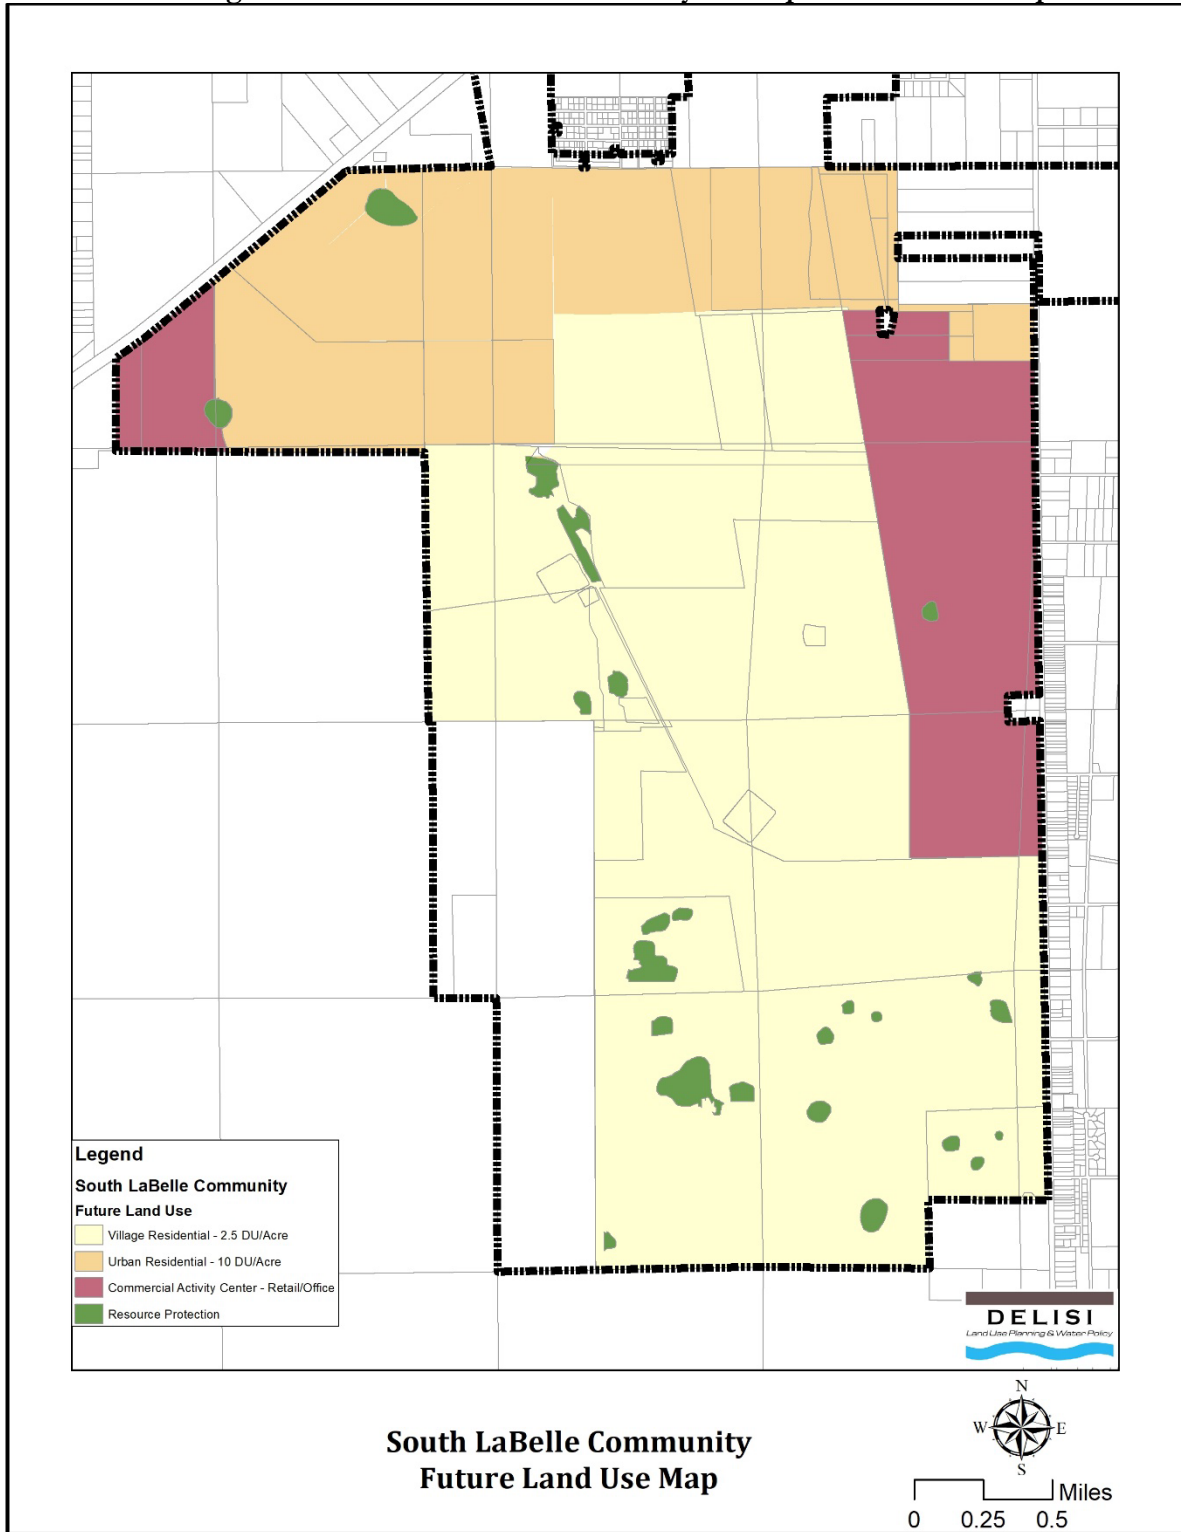 Legend
South LaBelle Community
Future Land Use
Village Residential - 2.5 DU/Acre
Urban Residential - 10 DU/Acre
Commercial Activity Center - Retail/Office
Resource Protection
DELISI
Land Use Planning & Water Policy
South LaBelle Community
Future Land Use Map
N
W E
S
Miles
0 0.25 0.5